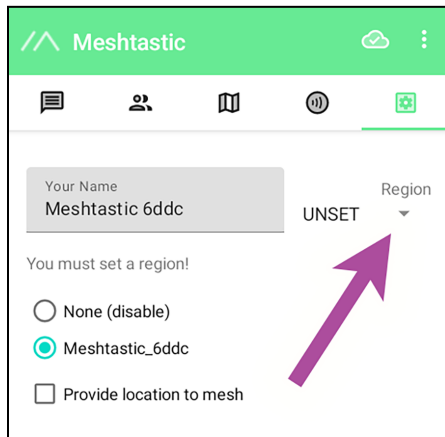 Meshtastic
Your Name
Meshtastic 6ddc
Region
UNSET
You must set a region!
None (disable)
Meshtastic_6ddc
Provide location to mesh